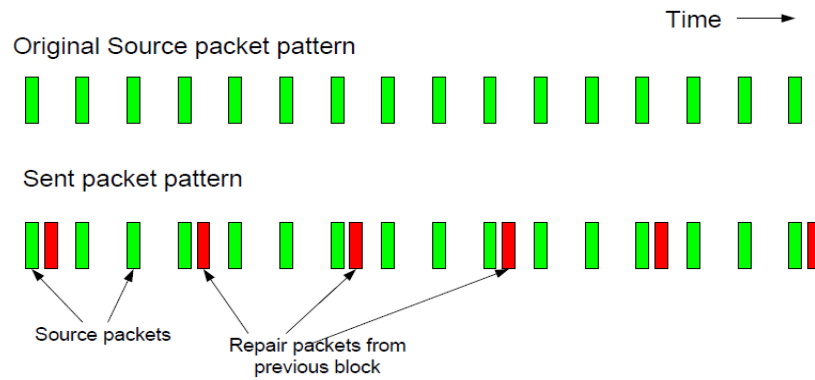 Time
Original Source packet pattern
Sent packet pattern
Source packets
Repair packets from
previous block